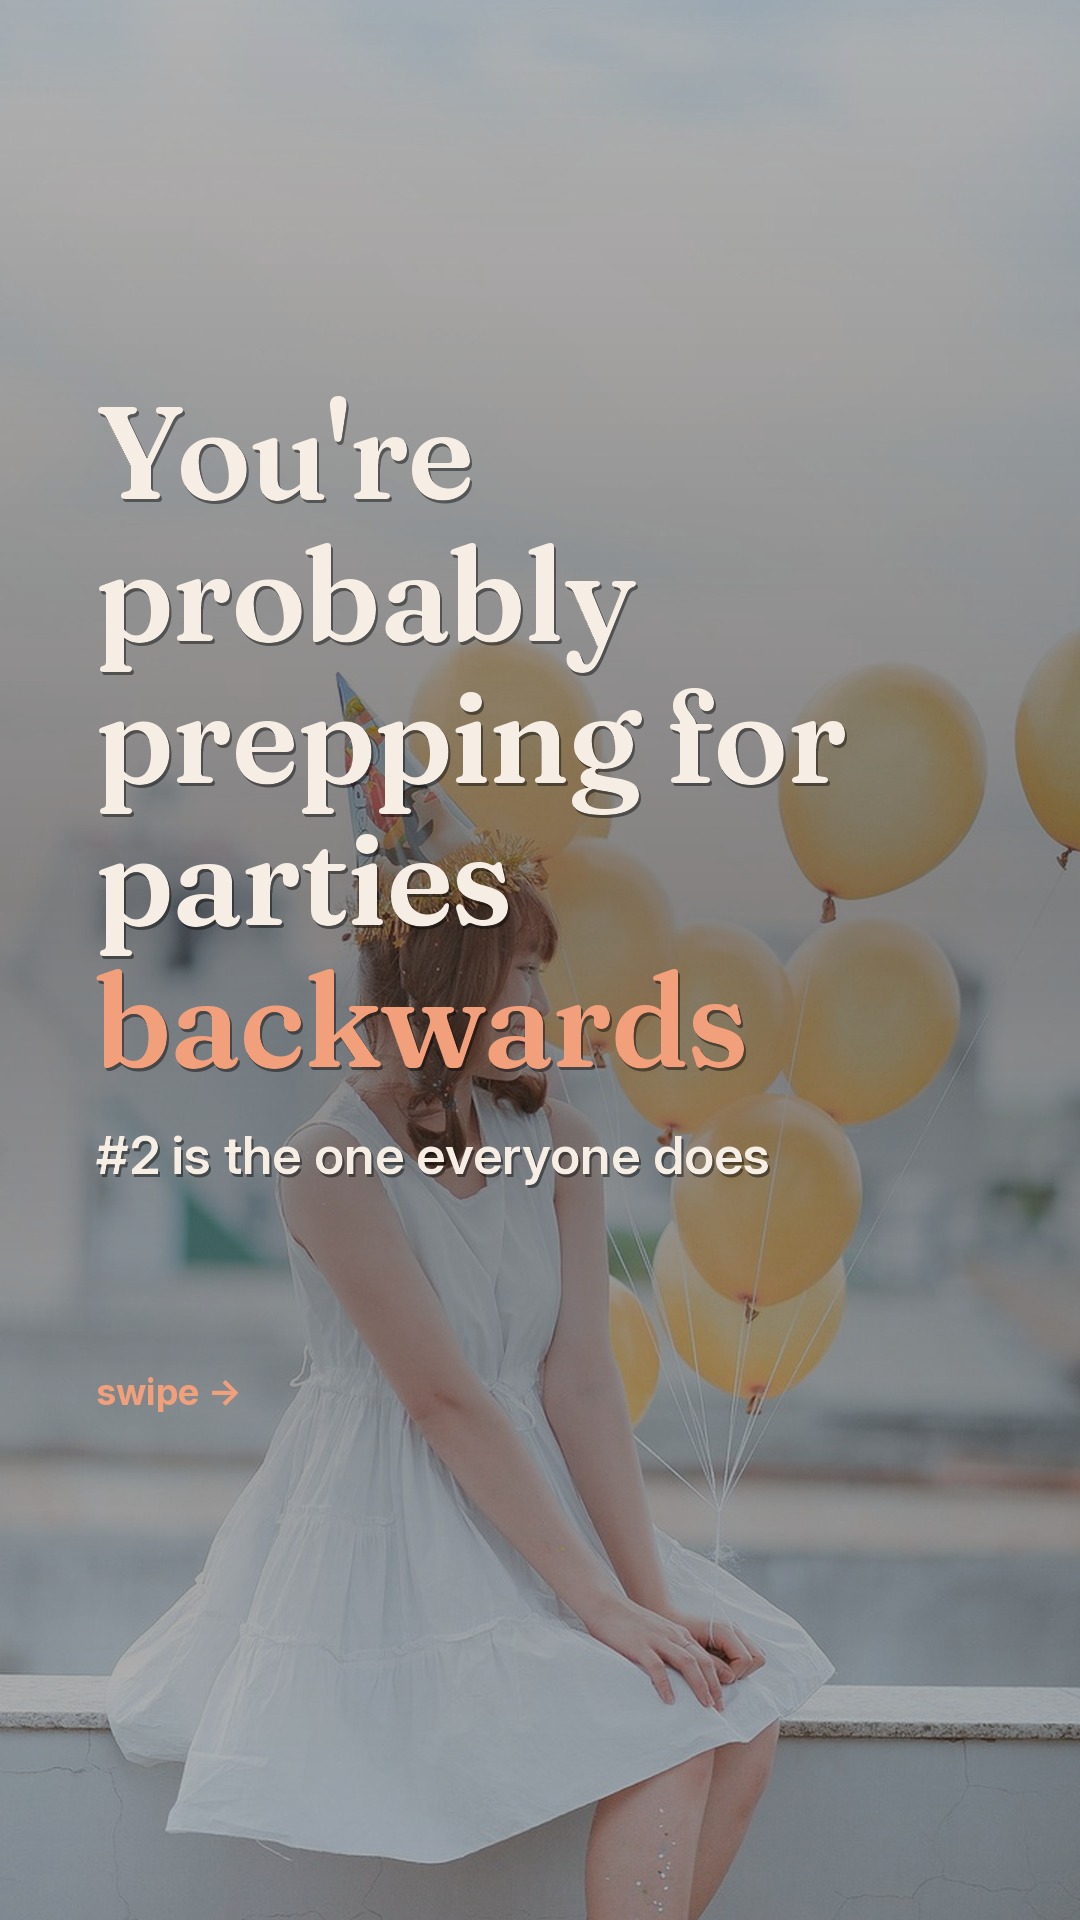 You're
probably
prepping for
parties
backwards
#2 is the one everyone does
swipe →